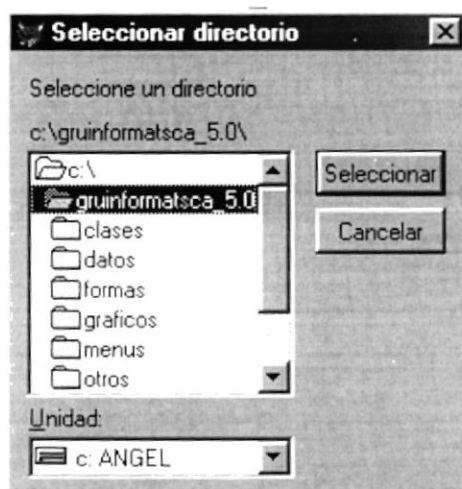 Seleccionar directorio
Seleccione un directorio
c:\gruinformatsca_5.0\
c:\
gruinformatsca_5.0
clases
datos
formas
graficos
menus
otros
Seleccionar
Cancelar
Unidad:
c: ANGEL